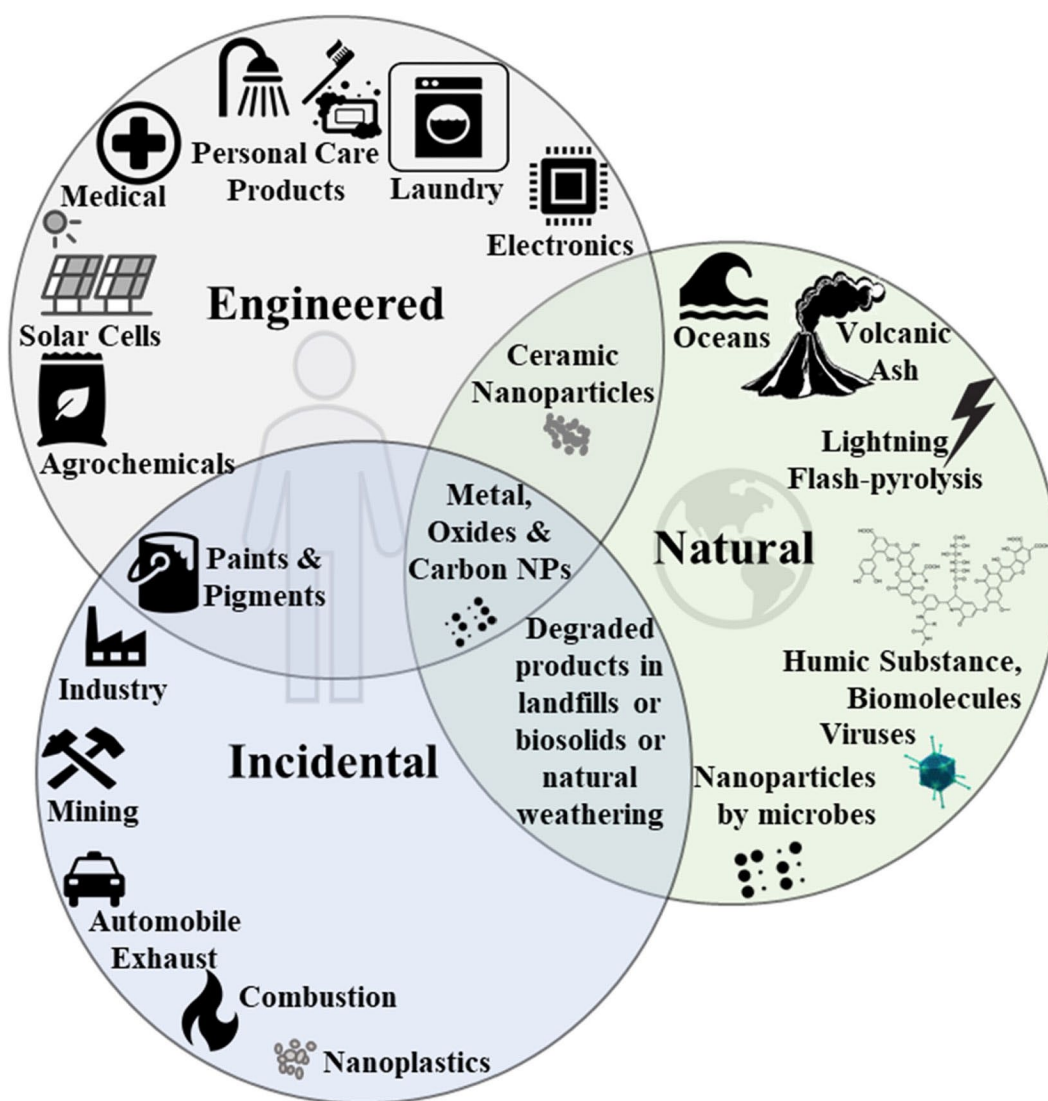 Personal Care
Products
Medical
Laundry
Electronics
Solar Cells
Engineered
Agrochemicals
Ceramic
Nanoparticles
Oceans
Volcanic
Ash
Lightning
Flash-pyrolysis
Metal,
Oxides &
Carbon NPs
Natural
Paints &
Pigments
Humic Substance,
Biomolecules
Viruses
Nanoparticles
by microbes
Degraded
products in
landfills or
biosolids or
natural
weathering
Industry
Incidental
Mining
Automobile
Exhaust
Combustion
Nanoplastics